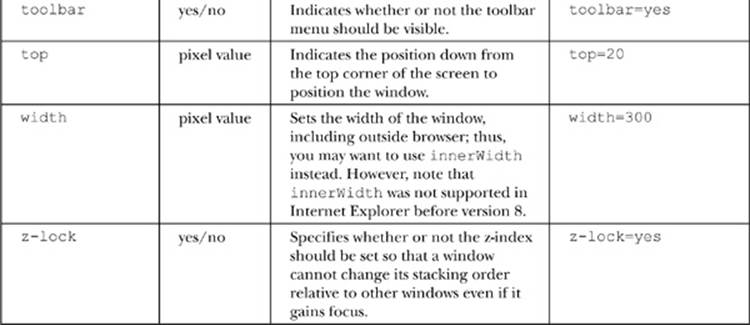 toolbar yes/no Indicates whether or not the toolbar toolbar=yes
menu should be visible.
top pixel value Indicates the position down from top=20
the top corner of the screen to
position the window.
width pixel value Sets the width of the window, width=300
including outside browser; thus,
you may want to use innerWidth
instead. However, note that
innerWidth was not supported in
Internet Explorer before version 8.
z-lock yes/no Specifies whether or not the z-index z-lock=yes
should be set so that a window
cannot change its stacking order
relative to other windows even if it
gains focus.